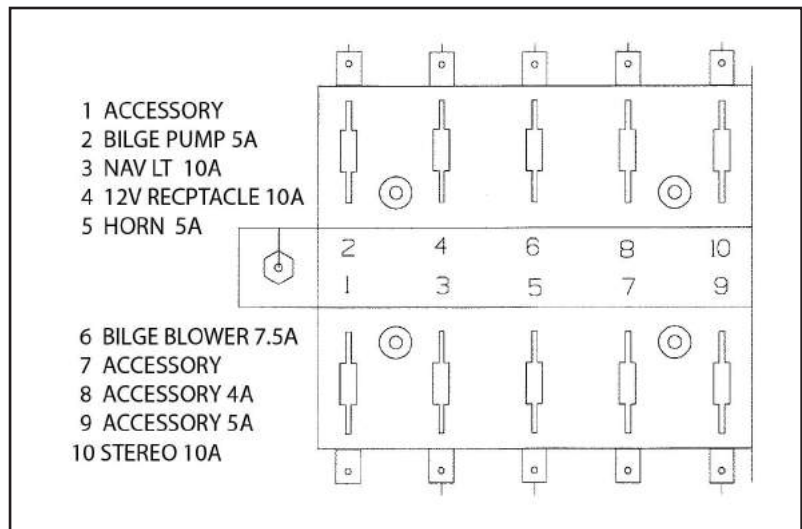 1 ACCESSORY
2 BILGE PUMP 5A
3 NAV LT 10A
4 12V RECPTACLE 10A
5 HORN 5A
2 4 6 8 10
1 3 5 7 9
6 BILGE BLOWER 7.5A
7 ACCESSORY
8 ACCESSORY 4A
9 ACCESSORY 5A
10 STEREO 10A